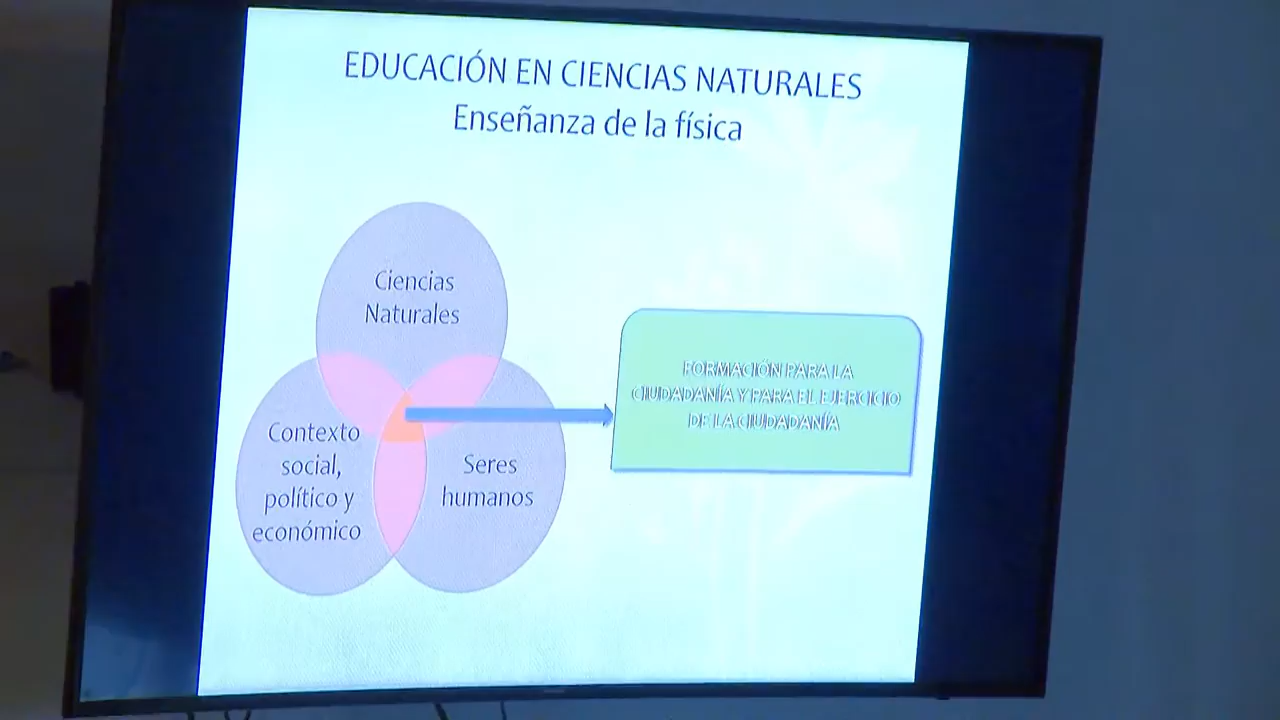 EDUCACIÓN EN CIENCIAS NATURALES
Enseñanza de la física
Ciencias
Naturales
Contexto
social,
político y
económico
Seres
humanos
FORMACIÓN PARA LA
CIUDADANÍA Y PARA EL EJERCICIO
DE LA CIUDADANÍA